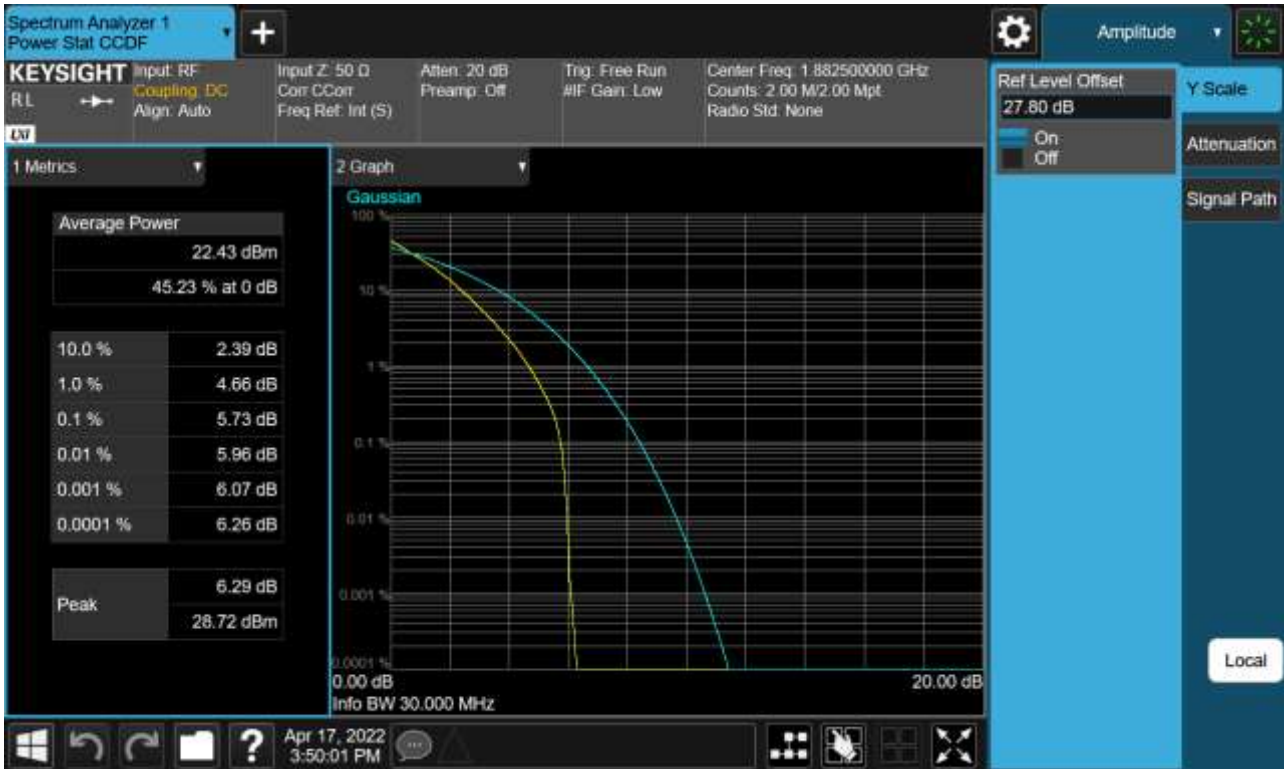 Spectrum Analyzer 1
Power Stat CCDF
+
Amplitude
KEYSIGHT
RL
LXI
Input: RF
Coupling: DC
Align: Auto
Input Z: 50 Ω
Corr CCorr
Freq Ref: Int (S)
Atten: 20 dB
Preamp: Off
Trig: Free Run
#IF Gain: Low
Center Freq: 1.882500000 GHz
Counts: 2.00 M/2.00 Mpt
Radio Std: None
Ref Level Offset
27.80 dB
On
Off
Y Scale
Attenuation
Signal Path
Local
1 Metrics
Average Power
22.43 dBm
45.23 % at 0 dB
10.0 % 2.39 dB
1.0 % 4.66 dB
0.1 % 5.73 dB
0.01 % 5.96 dB
0.001 % 6.07 dB
0.0001 % 6.26 dB
Peak 6.29 dB
28.72 dBm
2 Graph
Gaussian
100 %
10 %
1 %
0.1 %
0.01 %
0.001 %
0.0001 %
0.00 dB 20.00 dB
Info BW 30.000 MHz
?
Apr 17, 2022
3:50:01 PM